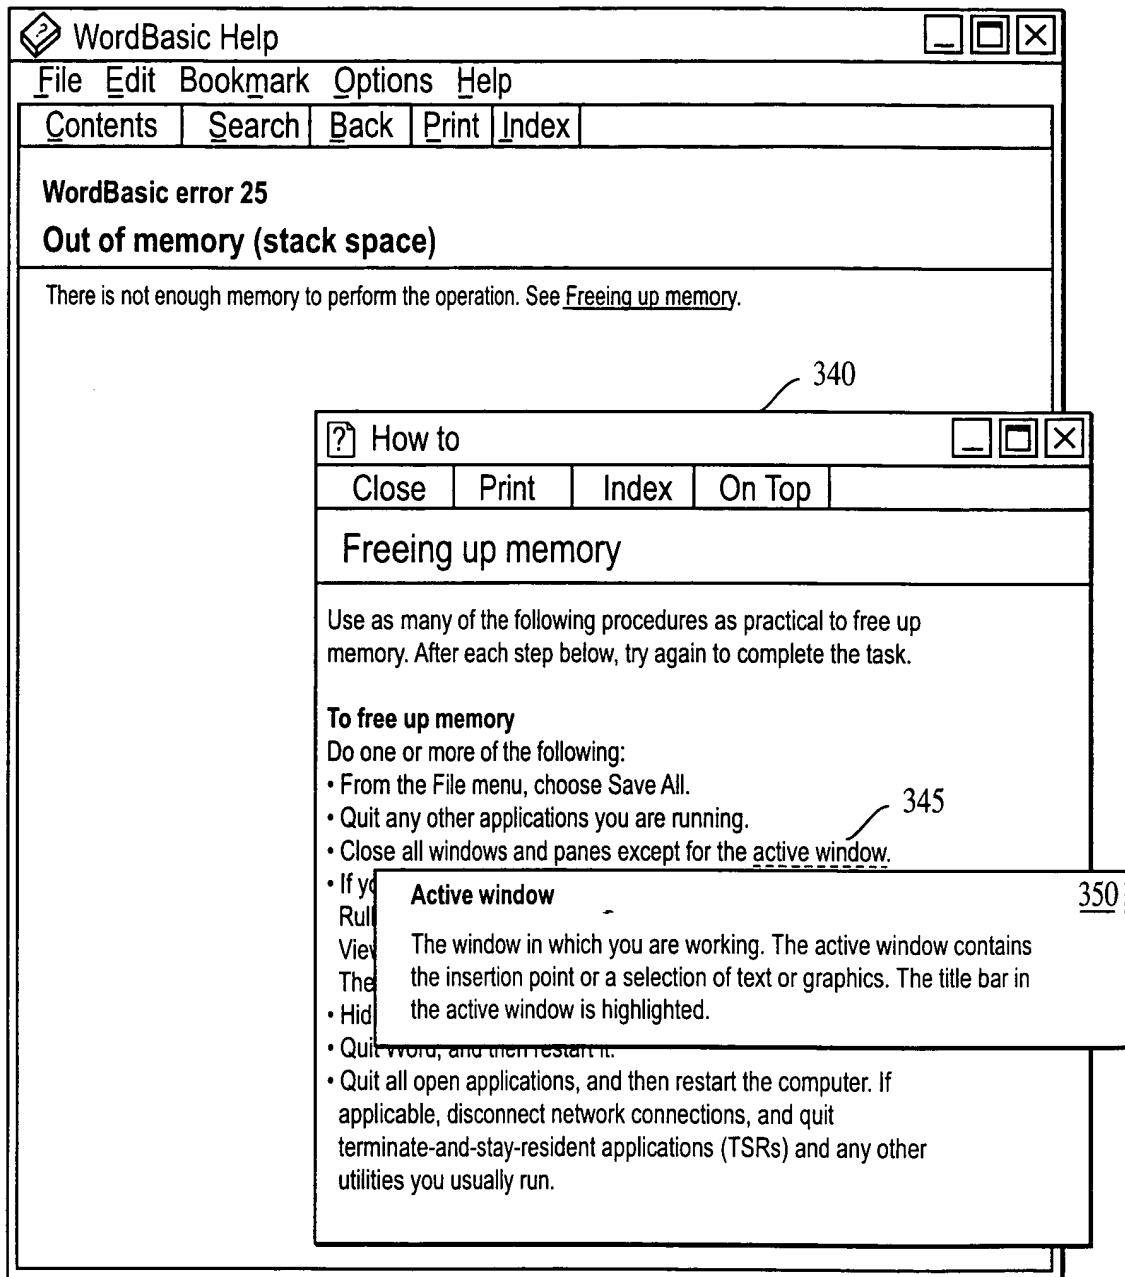 WordBasic Help
File Edit Bookmark Options Help
Contents Search Back Print Index
WordBasic error 25
Out of memory (stack space)
There is not enough memory to perform the operation. See Freeing up memory.
340
How to
Close Print Index On Top
Freeing up memory
Use as many of the following procedures as practical to free up
memory. After each step below, try again to complete the task.
To free up memory
Do one or more of the following:
• From the File menu, choose Save All.
• Quit any other applications you are running.
345
• Close all windows and panes except for the active window.
• If
Active window 350
The window in which you are working. The active window contains
the insertion point or a selection of text or graphics. The title bar in
the active window is highlighted.
• Quit Word, and then restart it.
• Quit all open applications, and then restart the computer. If
applicable, disconnect network connections, and quit
terminate-and-stay-resident applications (TSRs) and any other
utilities you usually run.